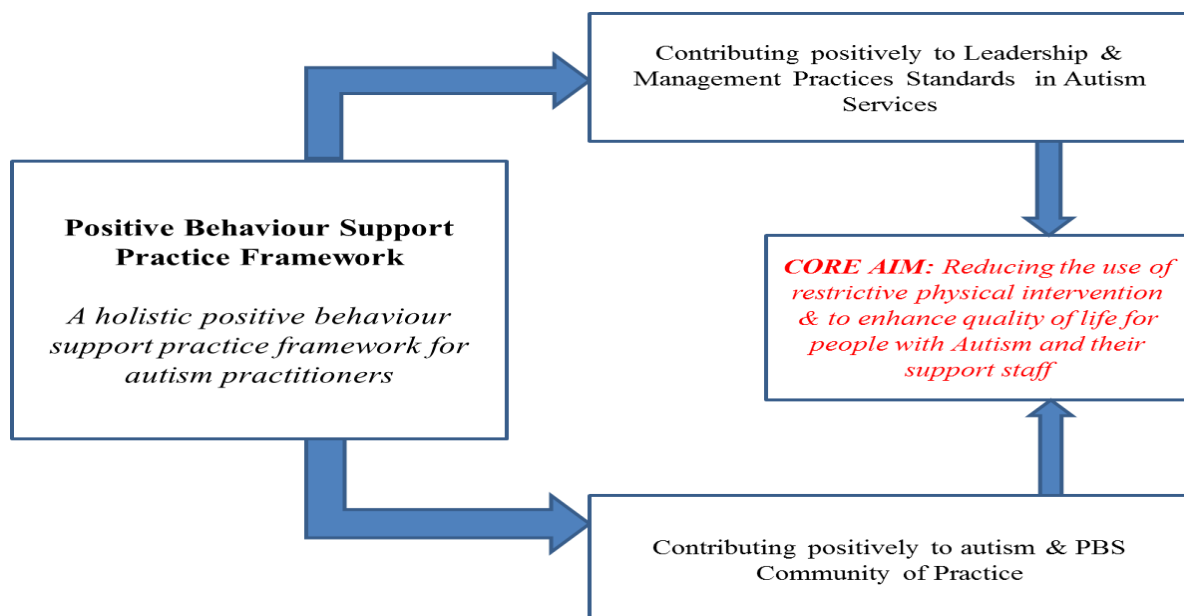 Contributing positively to Leadership &
Management Practices Standards in Autism
Services
Positive Behaviour Support
Practice Framework
A holistic positive behaviour
support practice framework for
autism practitioners
CORE AIM: Reducing the use of
restrictive physical intervention
& to enhance quality of life for
people with Autism and their
support staff
Contributing positively to autism & PBS
Community of Practice